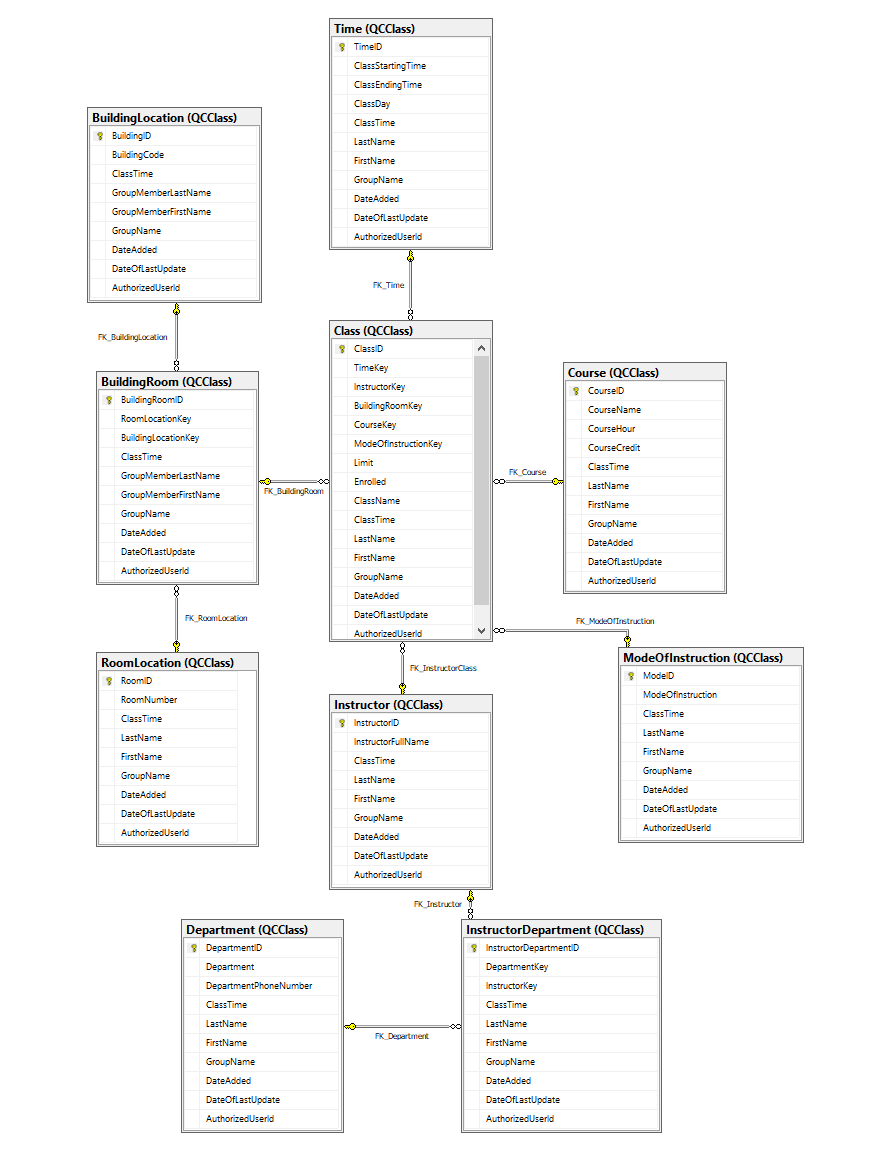 Time (QCClass)
TimeID
ClassStartingTime
ClassEndingTime
ClassDay
ClassTime
LastName
FirstName
GroupName
DateAdded
DateOfLastUpdate
AuthorizedUserId
FK_Time
BuildingLocation (QCClass)
BuildingID
BuildingCode
ClassTime
GroupMemberLastName
GroupMemberFirstName
GroupName
DateAdded
DateOfLastUpdate
AuthorizedUserId
FK_BuildingLocation
BuildingRoom (QCClass)
BuildingRoomID
RoomLocationKey
BuildingLocationKey
ClassTime
GroupMemberLastName
GroupMemberFirstName
GroupName
DateAdded
DateOfLastUpdate
AuthorizedUserId
FK_BuildingRoom
FK_RoomLocation
RoomLocation (QCClass)
RoomID
RoomNumber
ClassTime
LastName
FirstName
GroupName
DateAdded
DateOfLastUpdate
AuthorizedUserId
Class (QCClass)
ClassID
TimeKey
InstructorKey
BuildingRoomKey
CourseKey
ModeOfInstructionKey
Limit
Enrolled
ClassName
ClassTime
LastName
FirstName
GroupName
DateAdded
DateOfLastUpdate
AuthorizedUserId
FK_Course
Course (QCClass)
CourseID
CourseName
CourseHour
CourseCredit
ClassTime
LastName
FirstName
GroupName
DateAdded
DateOfLastUpdate
AuthorizedUserId
FK_ModeOfInstruction
ModeOfInstruction (QCClass)
ModeID
ModeOfInstruction
ClassTime
LastName
FirstName
GroupName
DateAdded
DateOfLastUpdate
AuthorizedUserId
FK_InstructorClass
Instructor (QCClass)
InstructorID
InstructorFullName
ClassTime
LastName
FirstName
GroupName
DateAdded
DateOfLastUpdate
AuthorizedUserId
FK_Instructor
Department (QCClass)
DepartmentID
Department
DepartmentPhoneNumber
ClassTime
LastName
FirstName
GroupName
DateAdded
DateOfLastUpdate
AuthorizedUserId
FK_Department
InstructorDepartment (QCClass)
InstructorDepartmentID
DepartmentKey
InstructorKey
ClassTime
LastName
FirstName
GroupName
DateAdded
DateOfLastUpdate
AuthorizedUserId